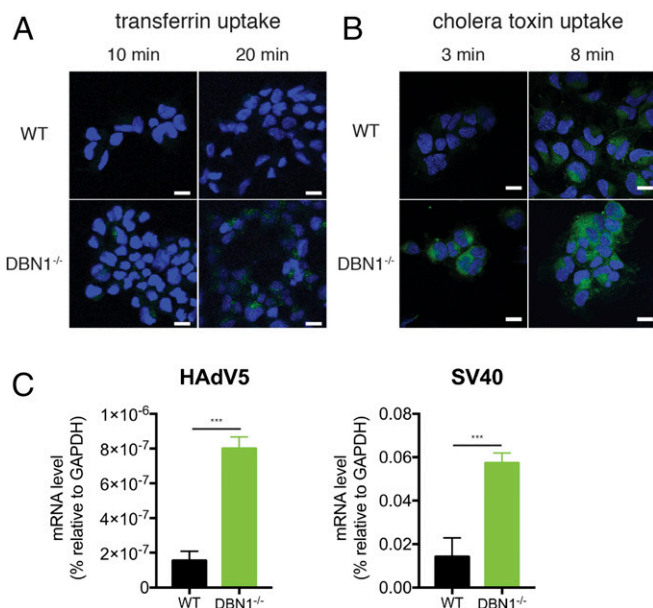 A transferrin uptake
10 min 20 min
WT
DBN1-/-
B cholera toxin uptake
3 min 8 min
WT
DBN1-/-
C
HAdV5
mRNA level
(% relative to GAPDH)
1×10-6
8×10-7
6×10-7
4×10-7
2×10-7
0
***
WT DBN1-/-
SV40
mRNA level
(% relative to GAPDH)
0.08
0.06
0.04
0.02
0.00
***
WT DBN1-/-